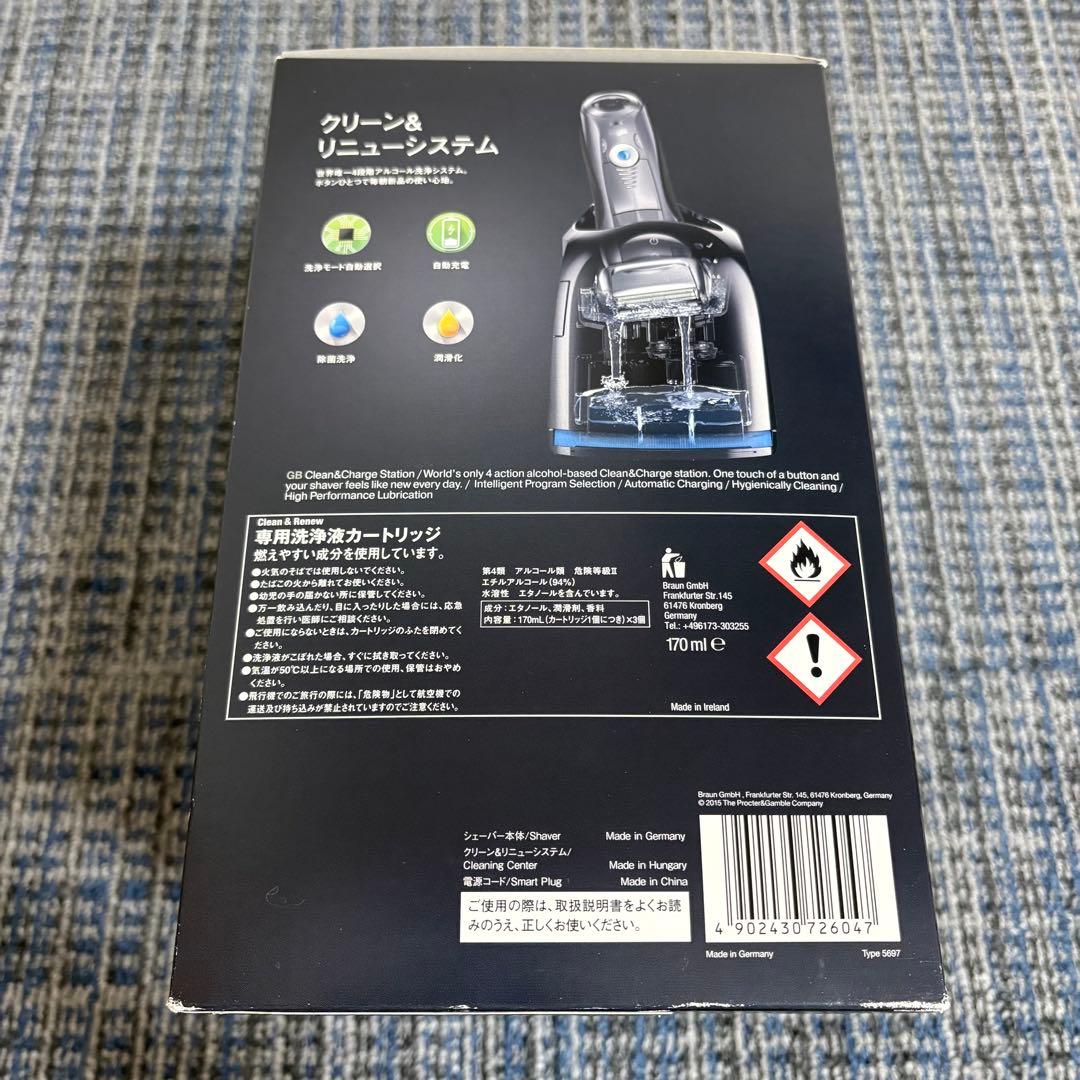 クリーン&
リニューシステム
世界唯一4段階アルコール洗浄システム。
ボタンひとつで毎朝新品の使い心地。
洗浄モード自動選択
自動充電
除菌洗浄
潤滑化
GB Clean&Charge Station / World's only 4 action alcohol-based Clean&Charge station. One touch of a button and
your shaver feels like new every day. / Intelligent Program Selection / Automatic Charging / Hygienically Cleaning /
High Performance Lubrication
Clean & Renew
専用洗浄液カートリッジ
燃えやすい成分を使用しています。
●火気のそばでは使用しないでください。
●たばこの火から離れてお使いください。
●幼児の手の届かない所に保管してください。
●万一飲み込んだり、目に入ったりした場合には、応急
処置を行い医師にご相談ください。
●ご使用にならないときは、カートリッジのふたを閉めてく
ださい。
●洗浄液がこぼれた場合、すぐに拭き取ってください。
●気温が50℃以上になる場所での使用、保管はおやめ
ください。
●飛行機でのご旅行の際には、「危険物」として航空機での
運送及び持ち込みが禁止されていますのでご注意ください。
第4類 アルコール類 危険等級II
エチルアルコール(94%)
水溶性 エタノールを含んでいます。
成分:エタノール、潤滑剤、香料
内容量:170mL(カートリッジ1個につき)×3個
Braun GmbH
Frankfurter Str.145
61476 Kronberg
Germany
Tel.: +496173-303255
170 ml ℮
Made in Ireland
Braun GmbH , Frankfurter Str. 145, 61476 Kronberg, Germany
© 2015 The Procter&Gamble Company
シェーバー本体/Shaver Made in Germany
クリーン&リニューシステム/
Cleaning Center Made in Hungary
電源コード/Smart Plug Made in China
ご使用の際は、取扱説明書をよくお読
みのうえ、正しくお使いください。
4 902430 726047
Made in Germany Type 5697